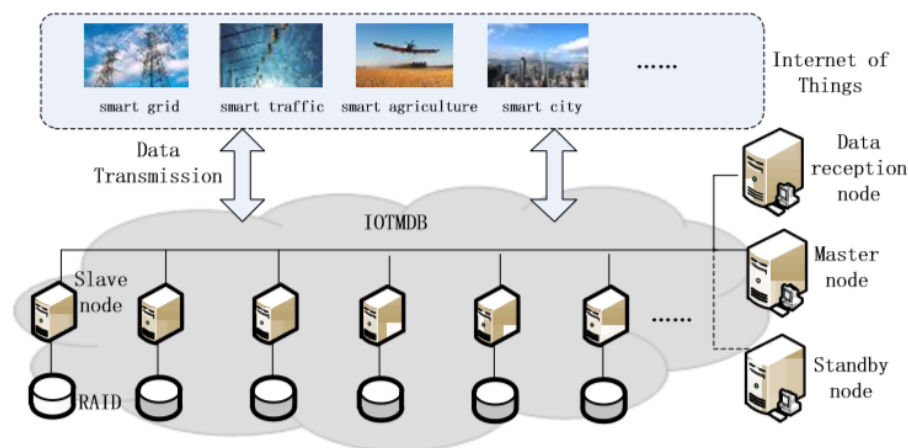 smart grid
smart traffic
smart agriculture
smart city
......
Internet of
Things
Data
Transmission
Data
reception
node
IOTMDB
Slave
node
Master
node
......
RAID
Standby
node